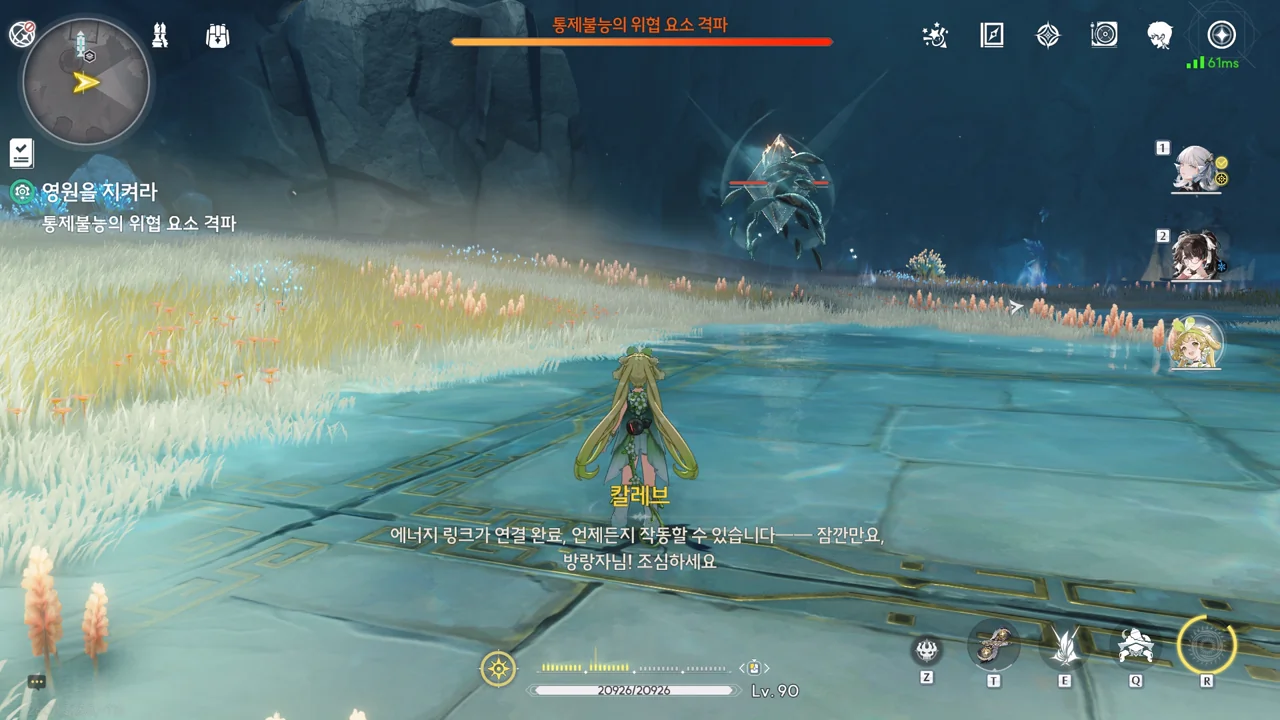 통제불능의 위협 요소 격파
61ms
영원을 지켜라
통제불능의 위협 요소 격파
1
2
칼레브
에너지 링크가 연결 완료, 언제든지 작동할 수 있습니다—— 잠깐만요,
방랑자님! 조심하세요
Z
T
E
Q
R
20926/20926
Lv. 90